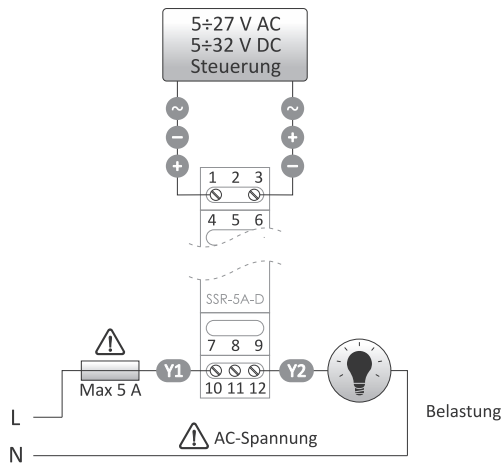 5÷27 V AC
5÷32 V DC
Steuerung
~ ~
− +
+ −
1 2 3
4 5 6
SSR-5A-D
7 8 9
Y1 Y2
Max 5 A
10 11 12
Belastung
L
AC-Spannung
N